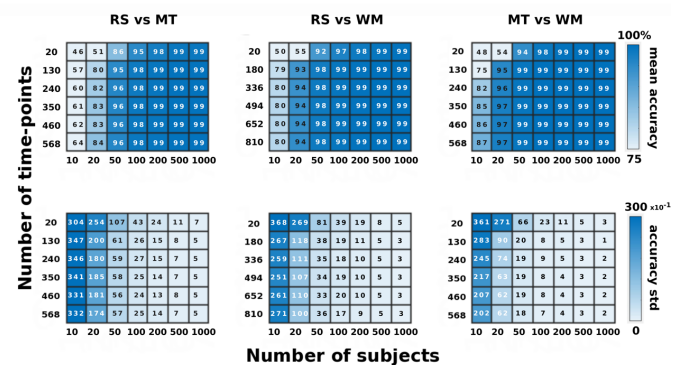 RS vs MT RS vs WM MT vs WM
20 46 51 86 95 98 99 99
130 57 80 95 98 99 99 99
240 60 82 96 98 99 99 99
350 61 83 96 98 99 99 99
460 62 83 96 98 99 99 99
568 64 84 96 98 99 99 99
10 20 50 100 200 500 1000
20 50 55 92 97 98 99 99
180 79 93 98 99 99 99 99
336 80 94 98 99 99 99 99
494 80 94 98 99 99 99 99
652 80 94 98 99 99 99 99
810 80 94 98 99 99 99 99
10 20 50 100 200 500 1000
20 48 54 94 98 99 99 99
130 75 95 99 99 99 99 99
240 82 96 99 99 99 99 99
350 85 97 99 99 99 99 99
460 86 97 99 99 99 99 99
568 87 97 99 99 99 99 99
10 20 50 100 200 500 1000
100%
mean accuracy
75
Number of time-points
20 304 254 107 43 24 11 7
130 347 200 61 26 15 8 5
240 346 180 59 27 15 7 5
350 341 185 58 25 14 7 5
460 331 181 56 24 13 8 5
568 332 174 57 25 14 7 5
10 20 50 100 200 500 1000
20 368 269 81 39 19 8 5
180 267 118 38 19 11 5 3
336 259 111 35 18 10 5 3
494 251 107 34 19 10 5 3
652 261 110 33 20 10 5 3
810 271 100 36 17 9 5 3
10 20 50 100 200 500 1000
20 361 271 66 23 11 5 3
130 283 90 20 8 5 3 1
240 245 74 19 9 5 3 2
350 217 63 19 8 4 3 2
460 207 62 19 8 4 3 2
568 202 62 18 7 4 3 2
10 20 50 100 200 500 1000
300 x10⁻¹
accuracy std
0
Number of subjects